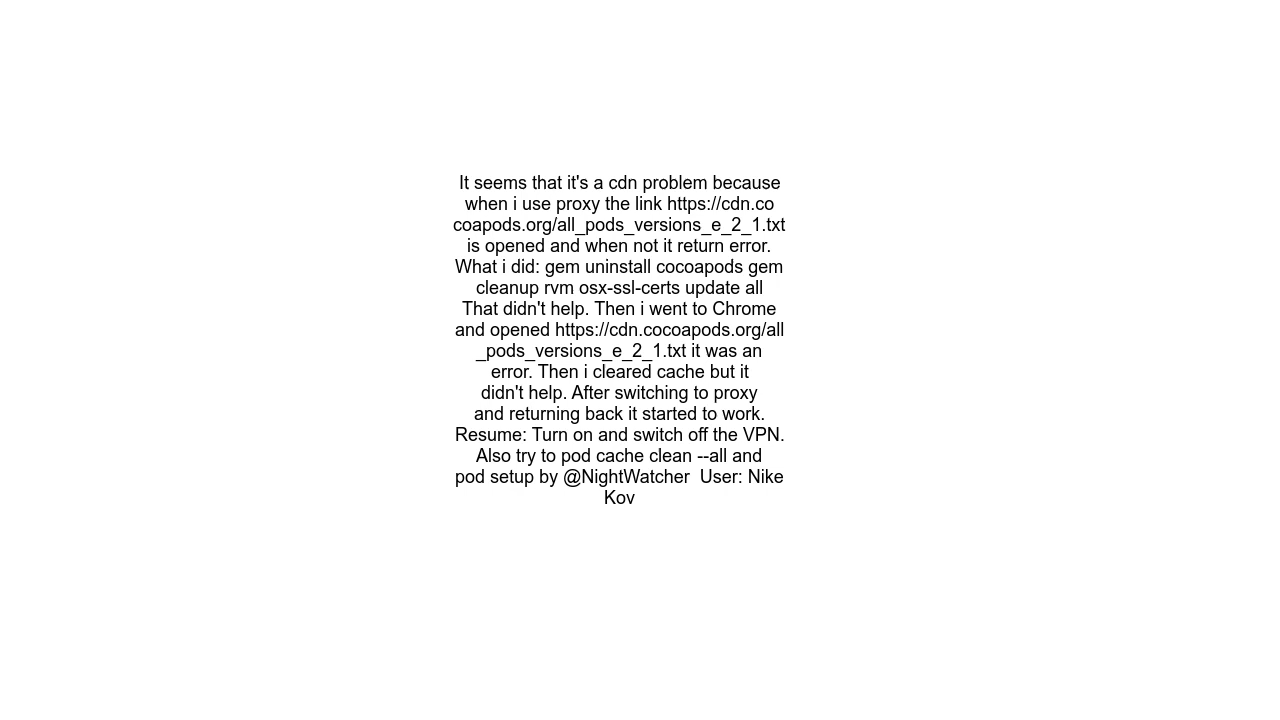 It seems that it's a cdn problem because
when i use proxy the link https://cdn.co
coapods.org/all_pods_versions_e_2_1.txt
is opened and when not it return error.
What i did: gem uninstall cocoapods gem
cleanup rvm osx-ssl-certs update all
That didn't help. Then i went to Chrome
and opened https://cdn.cocoapods.org/all
_pods_versions_e_2_1.txt it was an
error. Then i cleared cache but it
didn't help. After switching to proxy
and returning back it started to work.
Resume: Turn on and switch off the VPN.
Also try to pod cache clean --all and
pod setup by @NightWatcher  User: Nike
Kov